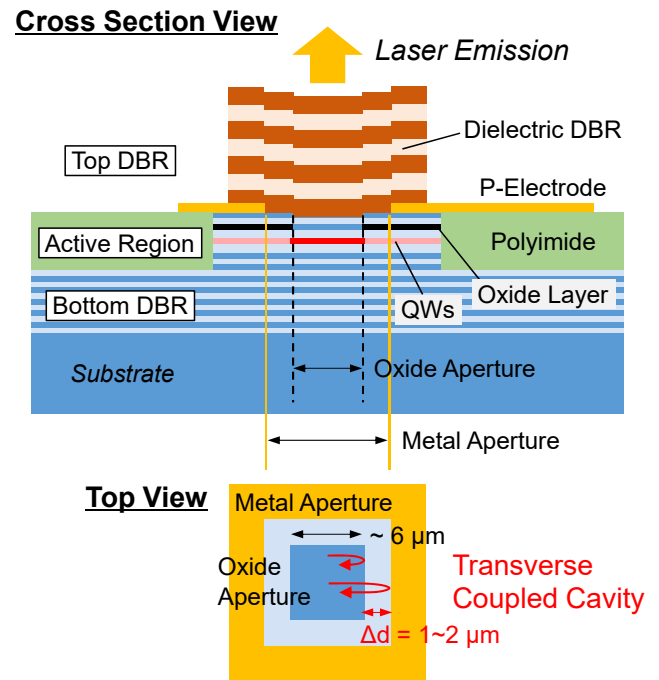 Cross Section View
Laser Emission
Dielectric DBR
Top DBR
P-Electrode
Active Region
Polyimide
Bottom DBR
QWs
Oxide Layer
Substrate
Oxide Aperture
Metal Aperture
Top View
Metal Aperture
~ 6 μm
Oxide
Aperture
Transverse
Coupled Cavity
Δd = 1~2 μm